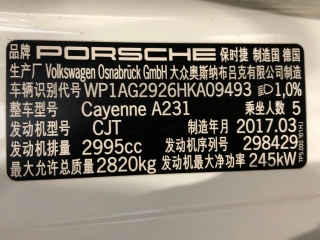 品牌 PORSCHE 保时捷 制造国 德国
生产厂 Volkswagen Osnabrück GmbH 大众奥斯纳布吕克有限公司
车辆识别代号 WP1AG2926HKA09493 1,0%
整车型号 Cayenne A231 乘坐人数 5
发动机型号 CJT 制造年月 2017.03
发动机排量 2995cc 发动机序列号 298429
最大允许总质量 2820kg 发动机最大净功率 245kW